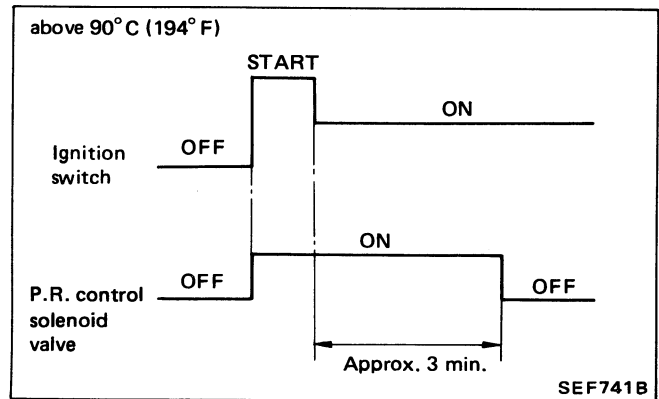 above 90°C (194°F)
START
ON
OFF
Ignition
switch
ON
OFF
OFF
P.R. control
solenoid
valve
Approx. 3 min.
SEF741B